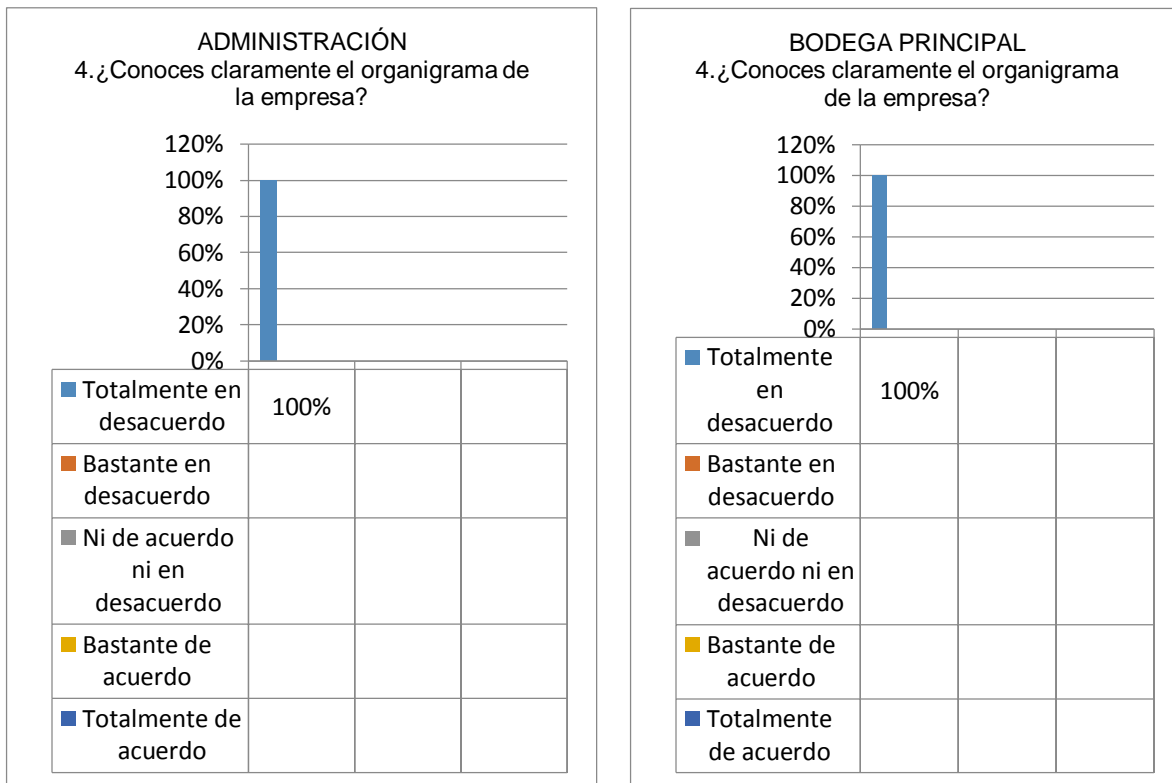 ADMINISTRACIÓN
4.¿Conoces claramente el organigrama de
la empresa?
120%
100%
80%
60%
40%
20%
0%
Totalmente en
desacuerdo
100%
Bastante en
desacuerdo
Ni de acuerdo
ni en
desacuerdo
Bastante de
acuerdo
Totalmente de
acuerdo
BODEGA PRINCIPAL
4.¿Conoces claramente el organigrama
de la empresa?
120%
100%
80%
60%
40%
20%
0%
Totalmente
en
desacuerdo
100%
Bastante en
desacuerdo
Ni de
acuerdo ni en
desacuerdo
Bastante de
acuerdo
Totalmente
de acuerdo